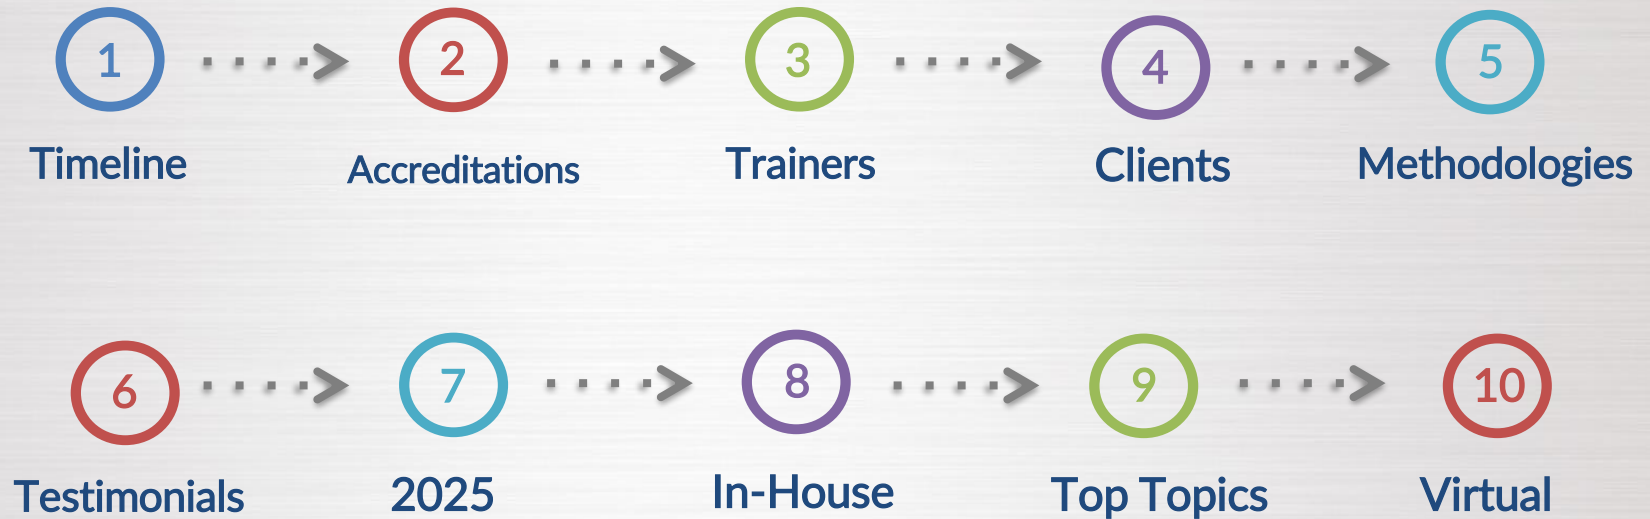 1 2 3 4 5
Timeline Accreditations Trainers Clients Methodologies
6 7 8 9 10
Testimonials 2025 In-House Top Topics Virtual